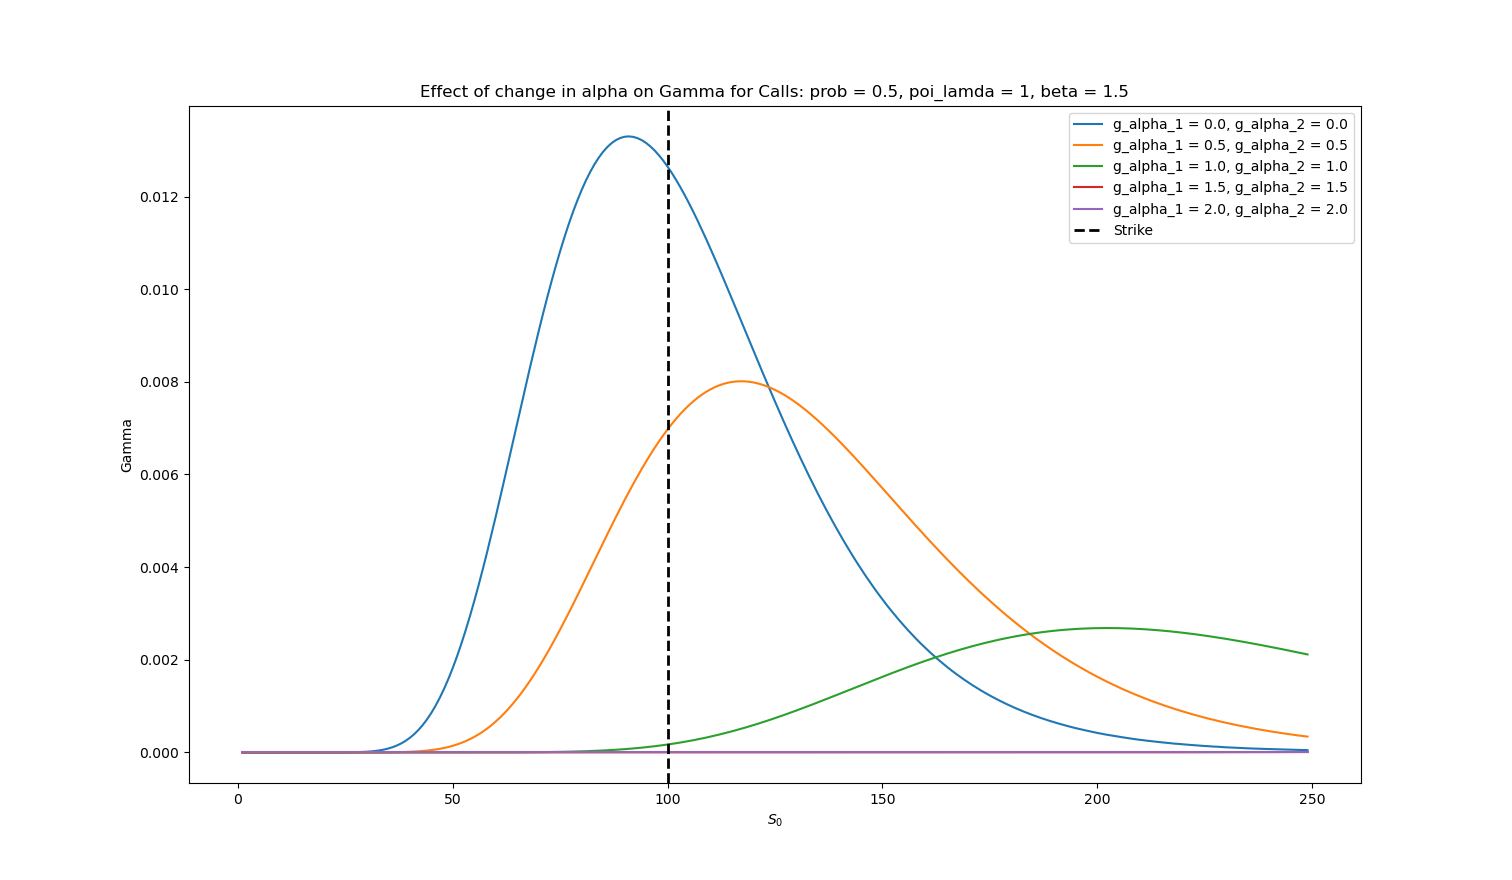 Effect of change in alpha on Gamma for Calls: prob = 0.5, poi_lamda = 1, beta = 1.5
g_alpha_1 = 0.0, g_alpha_2 = 0.0
g_alpha_1 = 0.5, g_alpha_2 = 0.5
g_alpha_1 = 1.0, g_alpha_2 = 1.0
g_alpha_1 = 1.5, g_alpha_2 = 1.5
g_alpha_1 = 2.0, g_alpha_2 = 2.0
Strike
0.012
0.010
0.008
0.006
0.004
0.002
0.000
Gamma
0 50 100 150 200 250
S_0